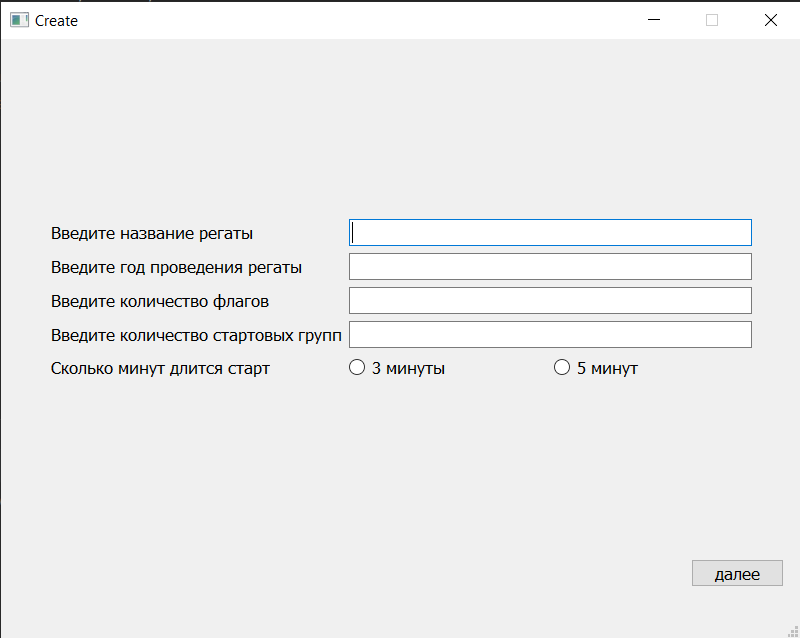 Create
Введите название регаты
Введите год проведения регаты
Введите количество флагов
Введите количество стартовых групп
Сколько минут длится старт 3 минуты 5 минут
далее